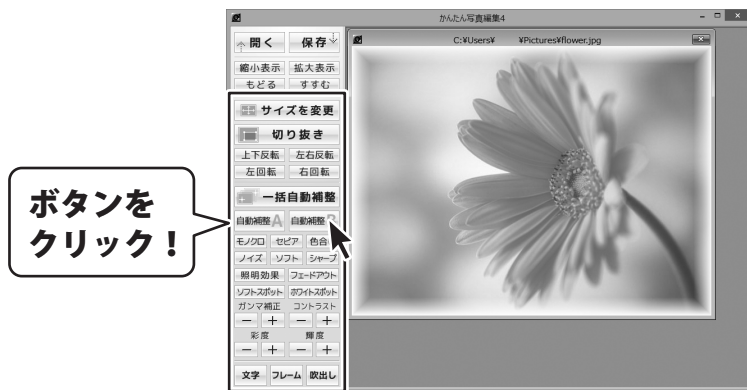 かんたん写真編集4
開く 保存
C:¥Users¥ ¥Pictures¥flower.jpg
縮小表示 拡大表示
もどる すすむ
サイズを変更
切り抜き
上下反転 左右反転
左回転 右回転
一括自動補整
ボタンを
クリック!
自動補整A 自動補整B
モノクロ セピア 色合い
ノイズ ソフト シャープ
照明効果 フェードアウト
ソフトスポット ホワイトスポット
ガンマ補正 コントラスト
- + - +
彩度 輝度
- + - +
文字 フレーム 吹出し